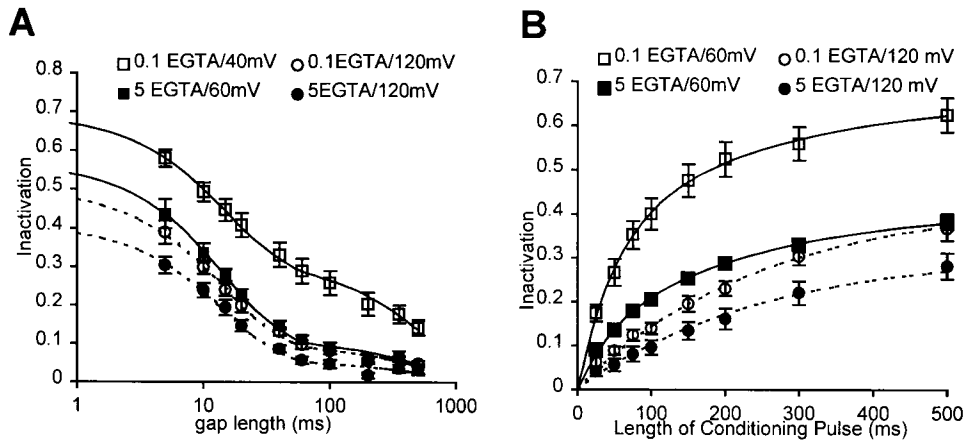 A
0.1 EGTA/40mV
0.1EGTA/120mV
5 EGTA/60mV
5EGTA/120mV
Inactivation
0.8
0.7
0.6
0.5
0.4
0.3
0.2
0.1
0
1
10
100
1000
gap length (ms)
B
0.1 EGTA/60mV
0.1 EGTA/120 mV
5 EGTA/60mV
5 EGTA/120 mV
Inactivation
0.7
0.6
0.5
0.4
0.3
0.2
0.1
0
0
100
200
300
400
500
Length of Conditioning Pulse (ms)